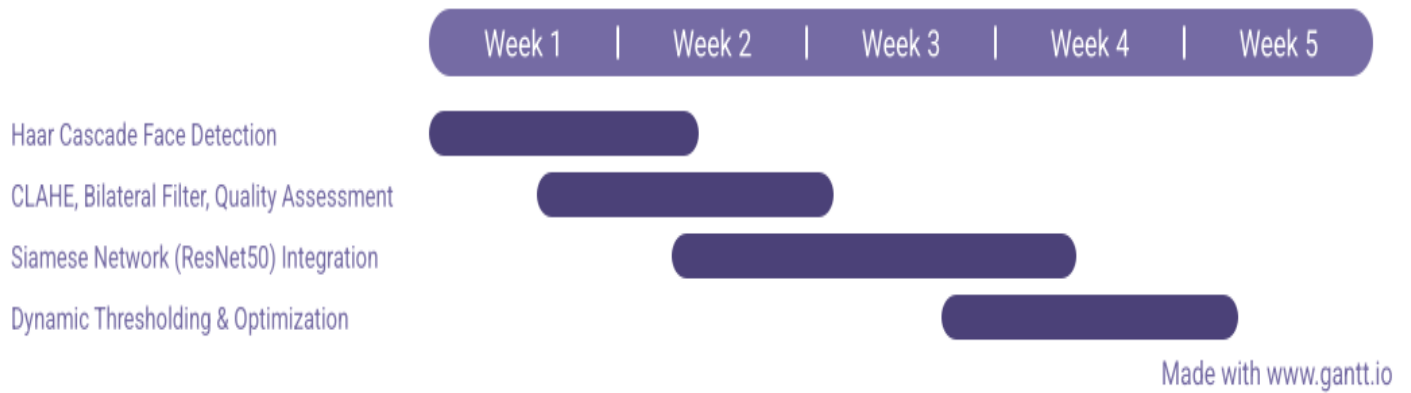 Week 1 | Week 2 | Week 3 | Week 4 | Week 5
Haar Cascade Face Detection
CLAHE, Bilateral Filter, Quality Assessment
Siamese Network (ResNet50) Integration
Dynamic Thresholding & Optimization
Made with www.gantt.io